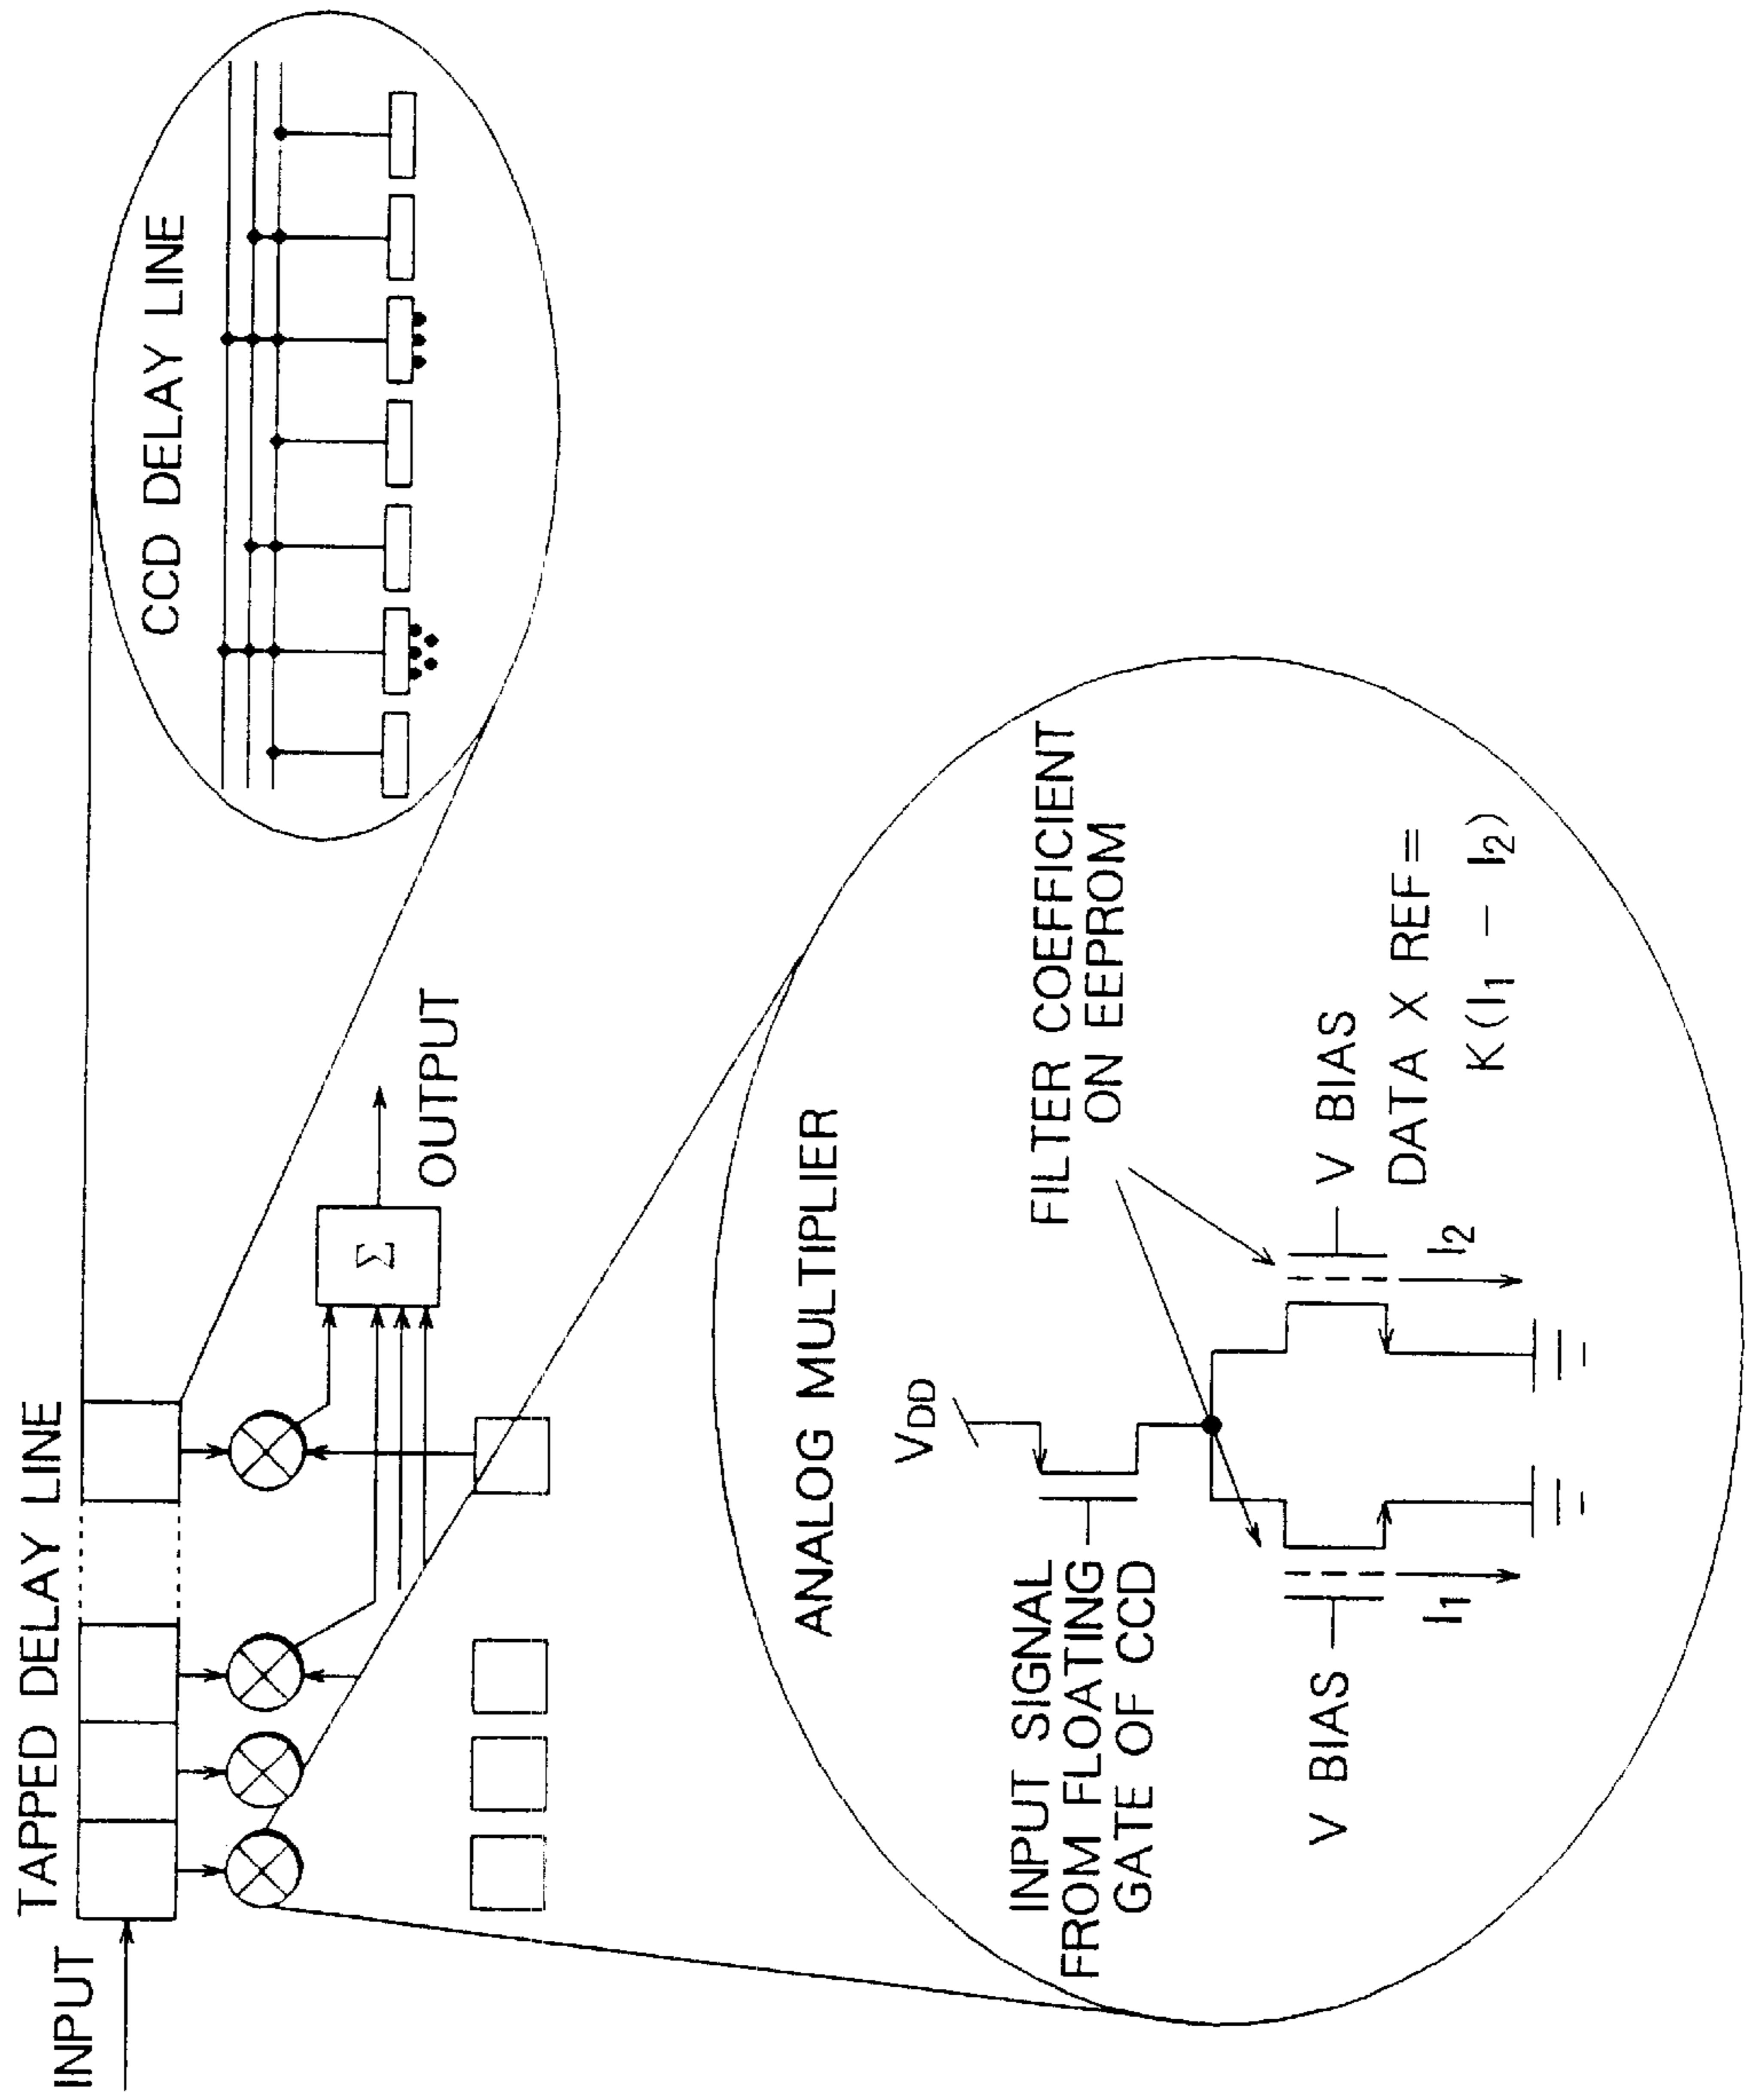 TAPPED DELAY LINE
INPUT
Σ
OUTPUT
CCD DELAY LINE
ANALOG MULTIPLIER
VDD
INPUT SIGNAL
FROM FLOATING
GATE OF CCD
FILTER COEFFICIENT
ON EEPROM
V BIAS
I1
I2
V BIAS
DATA X REF=
K(I1 − I2)